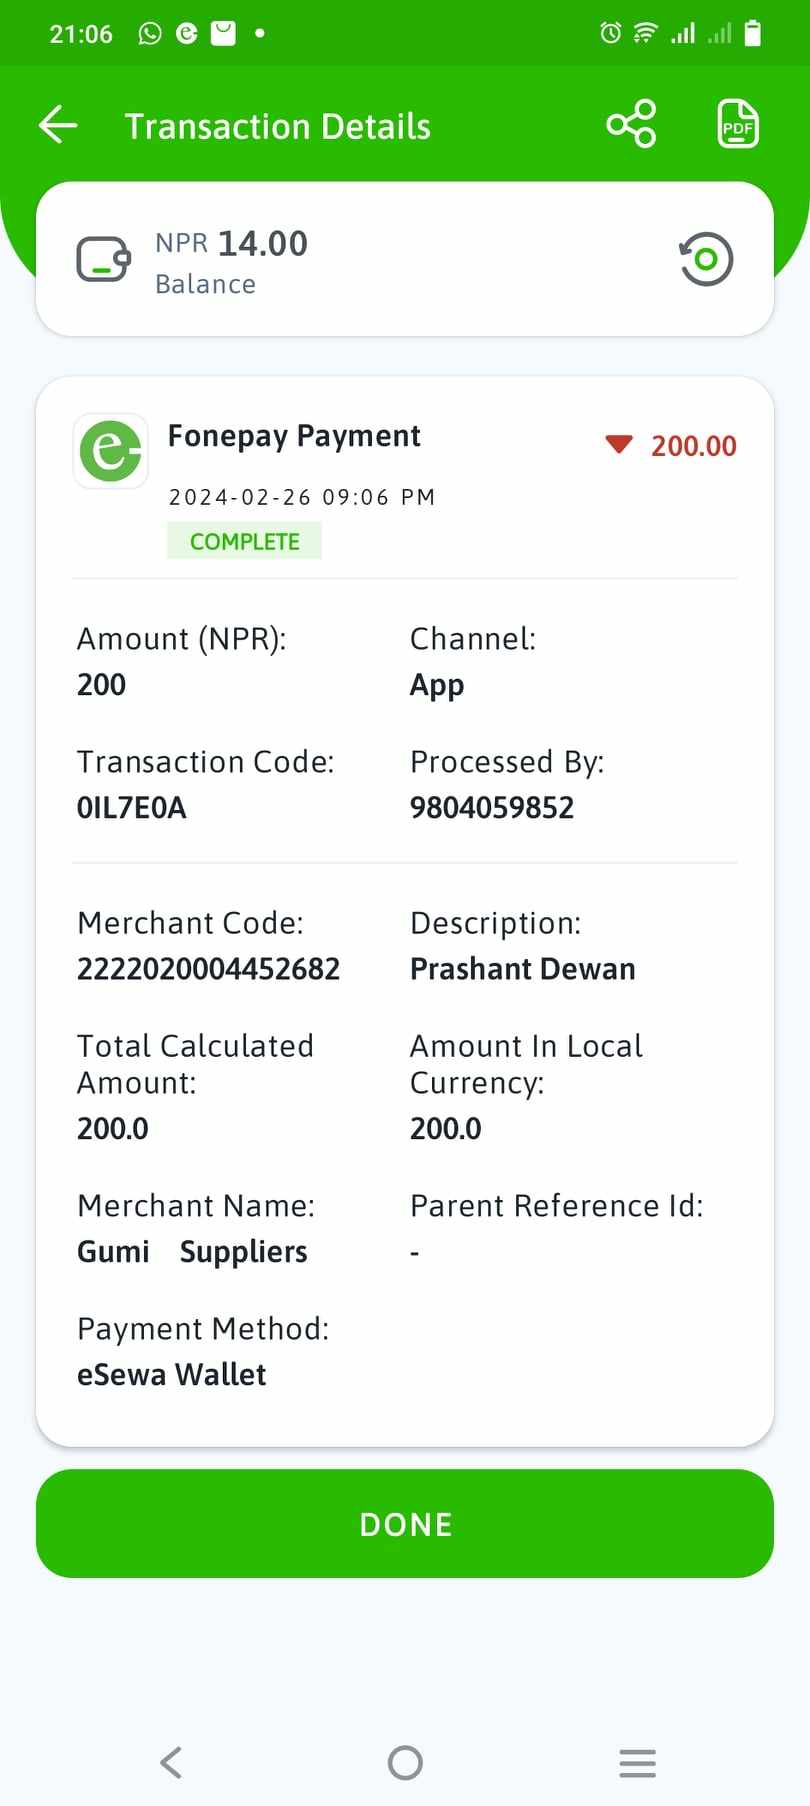 21:06
Transaction Details
PDF
NPR 14.00
Balance
Fonepay Payment
200.00
2024-02-26 09:06 PM
COMPLETE
Amount (NPR):
200
Channel:
App
Transaction Code:
0IL7E0A
Processed By:
9804059852
Merchant Code:
2222020004452682
Description:
Prashant Dewan
Total Calculated
Amount:
200.0
Amount In Local
Currency:
200.0
Merchant Name:
Gumi Suppliers
Parent Reference Id:
-
Payment Method:
eSewa Wallet
DONE